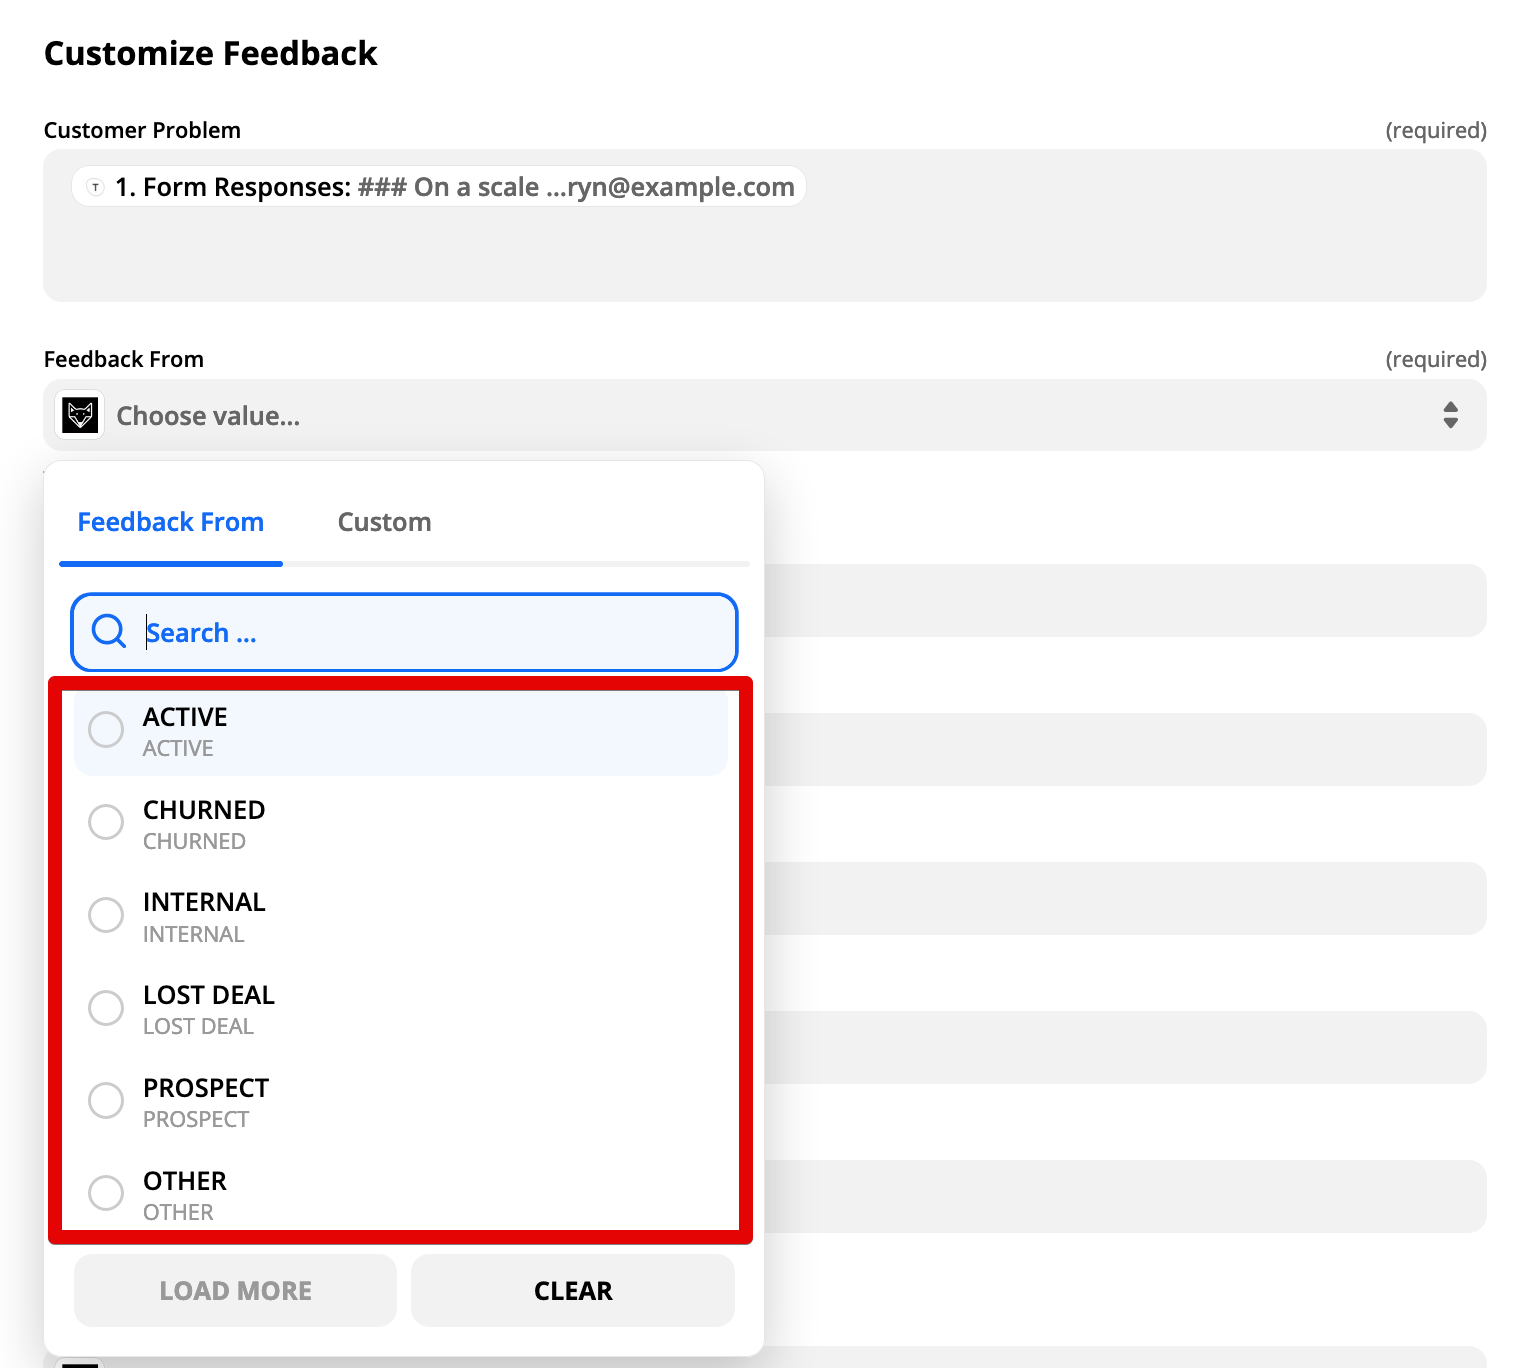 Customize Feedback
Customer Problem (required)
T 1. Form Responses: ### On a scale ...ryn@example.com
Feedback From (required)
Choose value...
Feedback From Custom
Search ...
ACTIVE
ACTIVE
CHURNED
CHURNED
INTERNAL
INTERNAL
LOST DEAL
LOST DEAL
PROSPECT
PROSPECT
OTHER
OTHER
LOAD MORE CLEAR